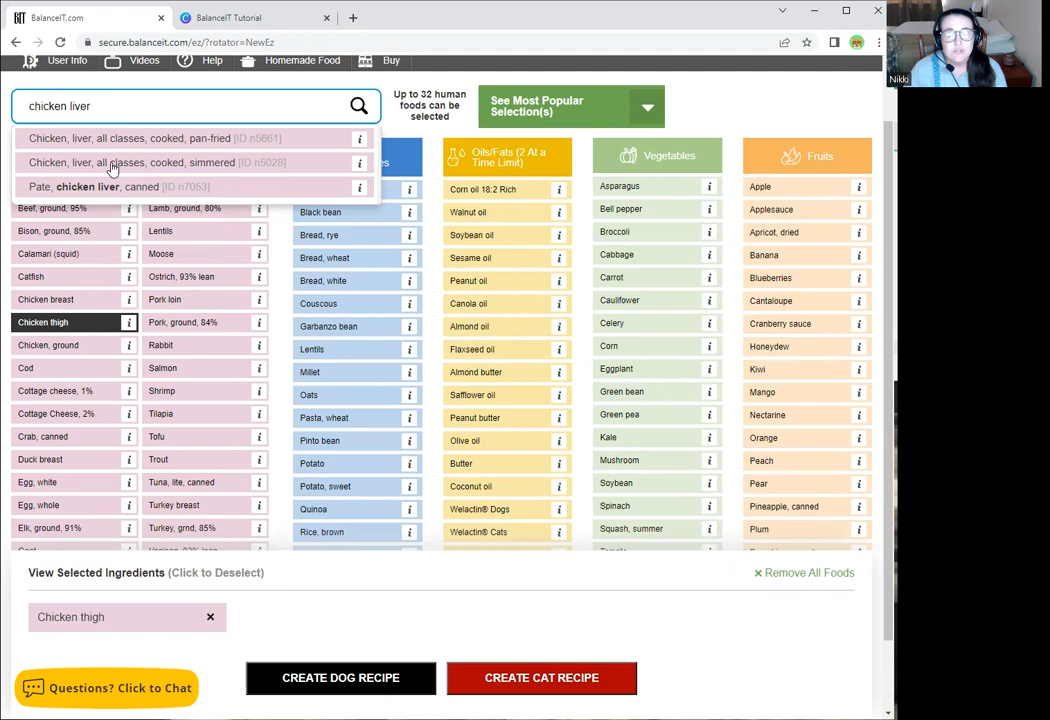 BIT BalanceIT.com
BalanceIT Tutorial
secure.balanceit.com/ez/?rotator=NewEz
User Info
Videos
Help
Homemade Food
Buy
Nikki
chicken liver
Up to 32 human
foods can be
selected
See Most Popular
Selection(s)
Chicken, liver, all classes, cooked, pan-fried [ID n5661]
Chicken, liver, all classes, cooked, simmered [ID n5028]
Pate, chicken liver, canned [ID n7053]
Oils/Fats (2 At a
Time Limit)
Vegetables
Fruits
Beef, ground, 95%
Bison, ground, 85%
Calamari (squid)
Catfish
Chicken breast
Chicken thigh
Chicken, ground
Cod
Cottage cheese, 1%
Cottage Cheese, 2%
Crab, canned
Duck breast
Egg, white
Egg, whole
Elk, ground, 91%
Lamb, ground, 80%
Lentils
Moose
Ostrich, 93% lean
Pork loin
Pork, ground, 84%
Rabbit
Salmon
Shrimp
Tilapia
Tofu
Trout
Tuna, lite, canned
Turkey breast
Turkey, grnd, 85%
Black bean
Bread, rye
Bread, wheat
Bread, white
Couscous
Garbanzo bean
Lentils
Millet
Oats
Pasta, wheat
Pinto bean
Potato
Potato, sweet
Quinoa
Rice, brown
Corn oil 18:2 Rich
Walnut oil
Soybean oil
Sesame oil
Peanut oil
Canola oil
Almond oil
Flaxseed oil
Almond butter
Safflower oil
Peanut butter
Olive oil
Butter
Coconut oil
Welactin® Dogs
Welactin® Cats
Asparagus
Bell pepper
Broccoli
Cabbage
Carrot
Cauliflower
Celery
Corn
Eggplant
Green bean
Green pea
Kale
Mushroom
Soybean
Spinach
Squash, summer
Apple
Applesauce
Apricot, dried
Banana
Blueberries
Cantaloupe
Cranberry sauce
Honeydew
Kiwi
Mango
Nectarine
Orange
Peach
Pear
Pineapple, canned
Plum
View Selected Ingredients (Click to Deselect)
× Remove All Foods
Chicken thigh ×
Questions? Click to Chat
CREATE DOG RECIPE
CREATE CAT RECIPE